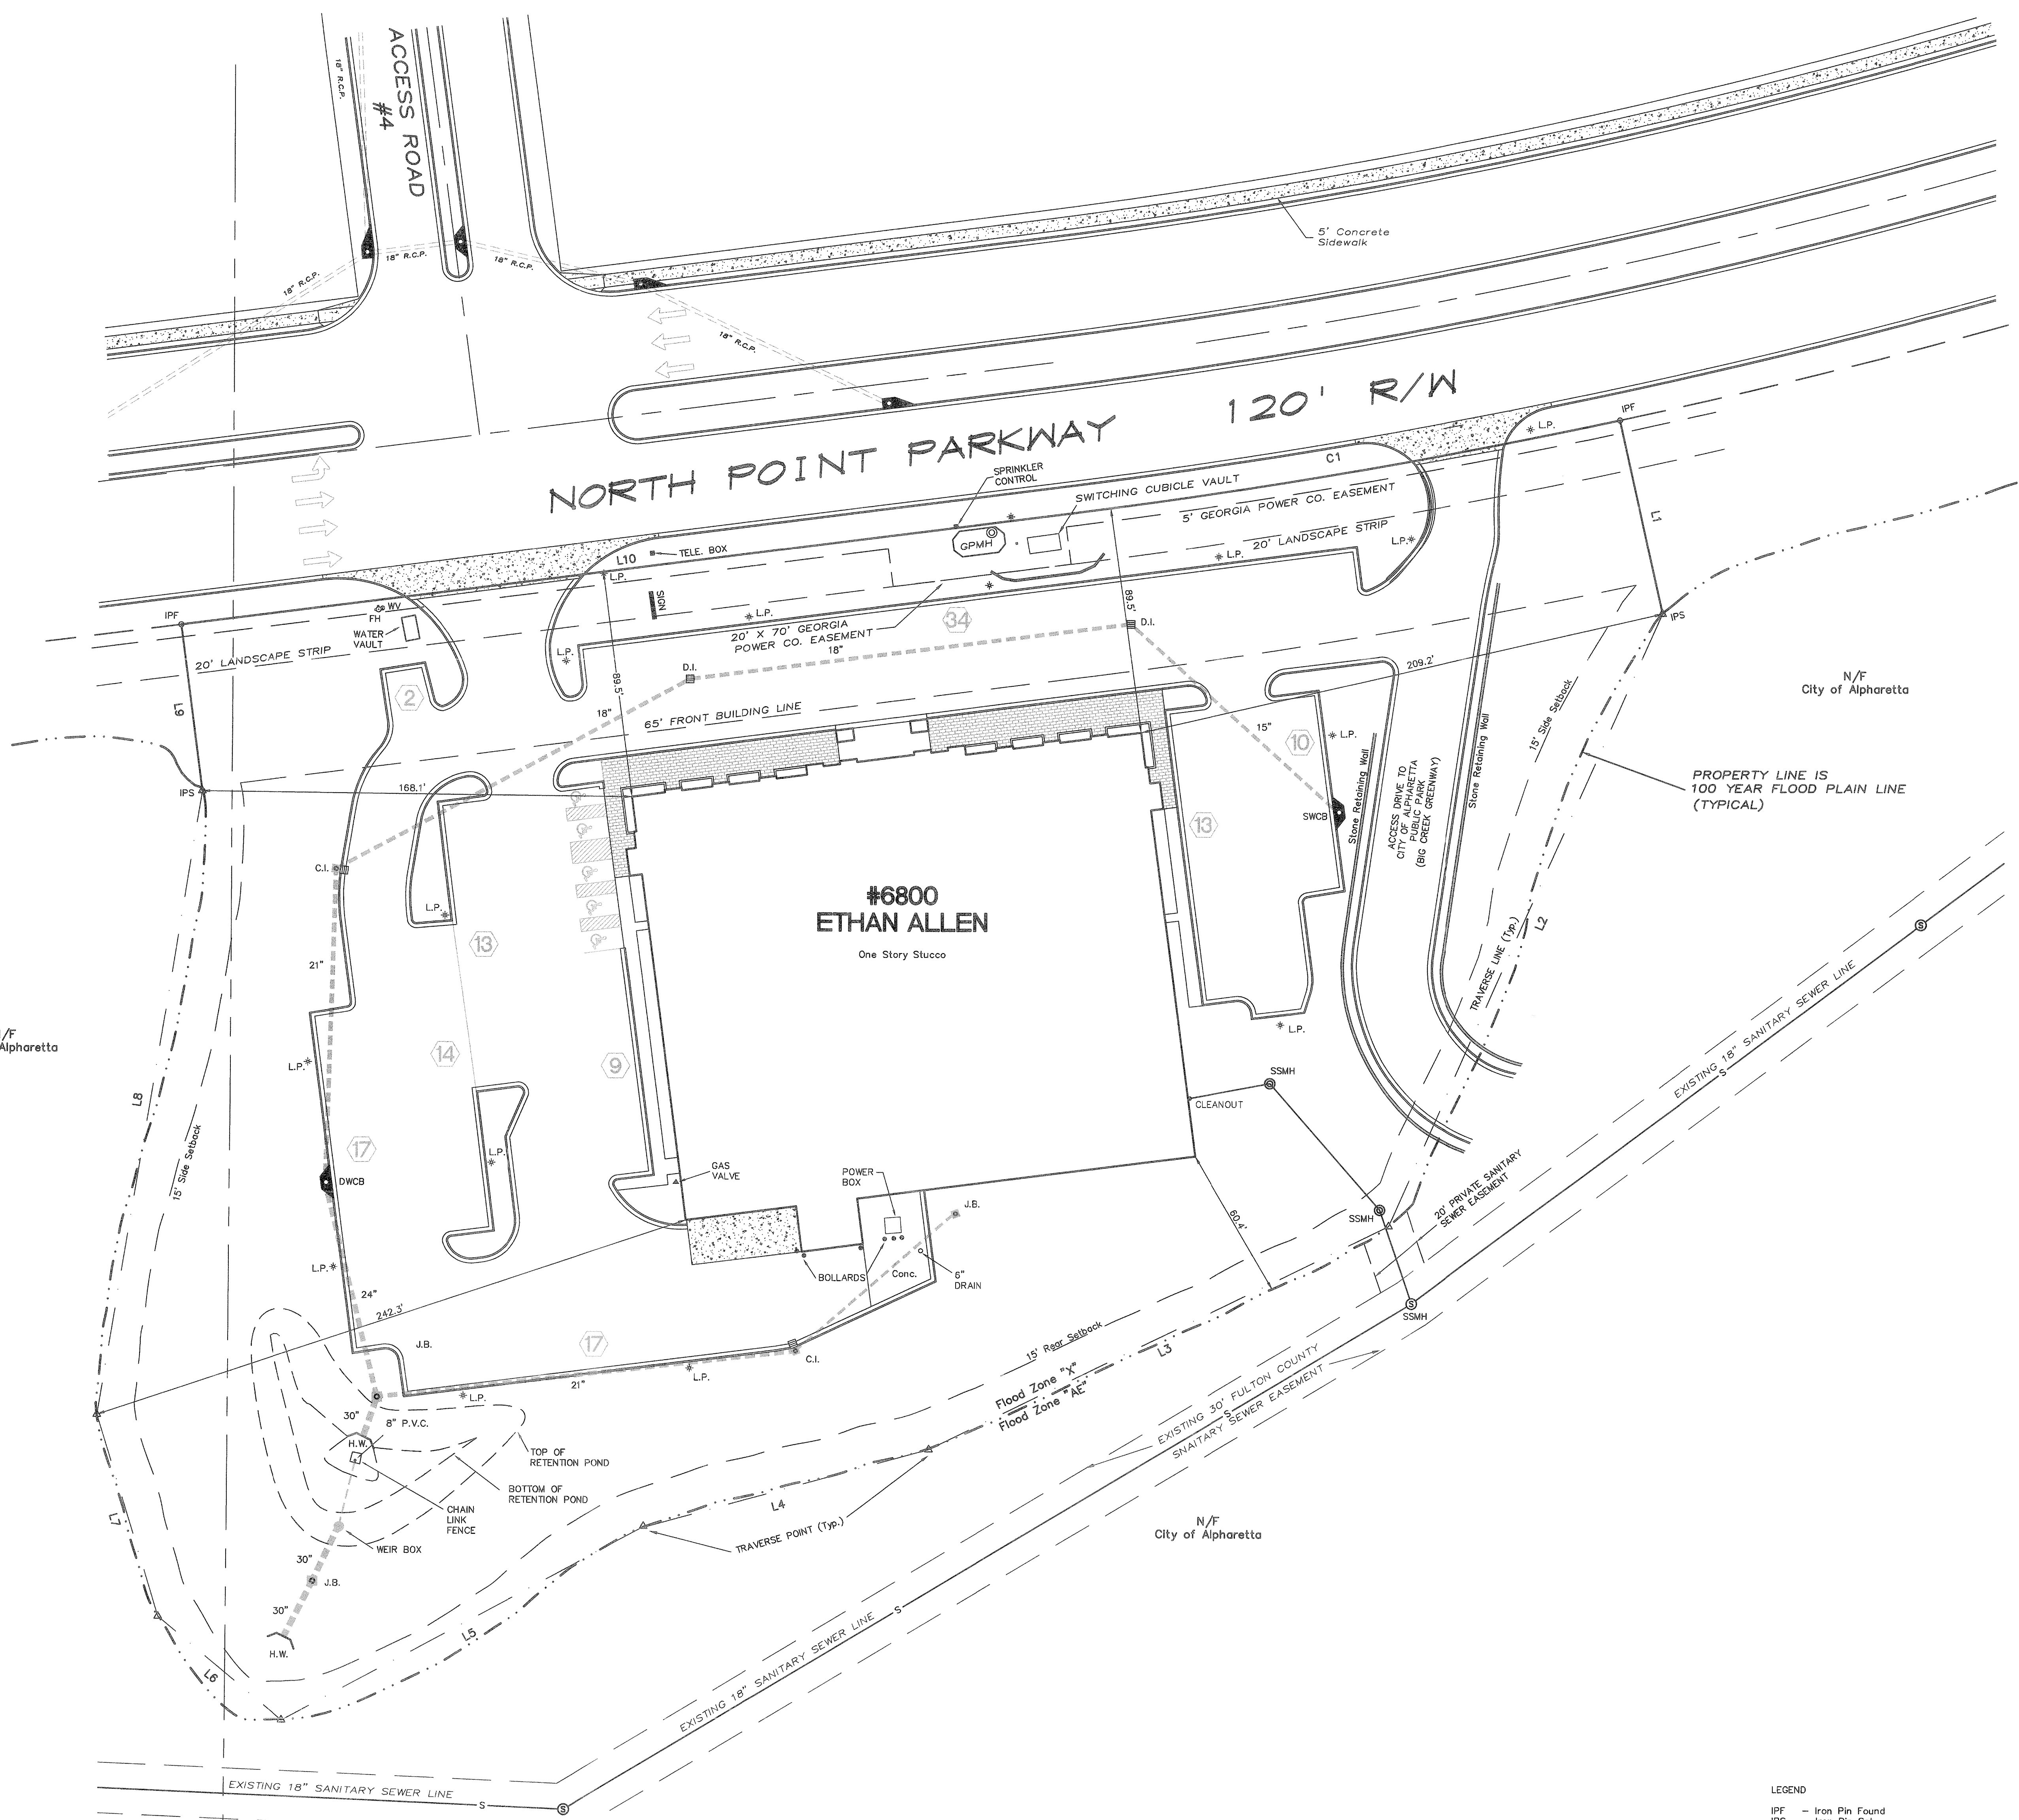 ACCESS ROAD
#4
18" R.C.P.
18" R.C.P.
18" R.C.P.
18" R.C.P.
18" R.C.P.
5' Concrete
Sidewalk
NORTH POINT PARKWAY 120' R/W
IPF
L.P.
C1
SPRINKLER
CONTROL
SWITCHING CUBICLE VAULT
5' GEORGIA POWER CO. EASEMENT
GPMH
20' LANDSCAPE STRIP
L.P.
L.P.
L1
L10
TELE. BOX
L.P.
SIGN
L.P.
20' X 70' GEORGIA
POWER CO. EASEMENT
34
89.5'
D.I.
IPS
IPF
WV
FH
WATER
VAULT
20' LANDSCAPE STRIP
L.P.
D.I.
18"
89.5'
209.2'
N/F
City of Alpharetta
L9
2
18"
65' FRONT BUILDING LINE
15"
10
L.P.
15' Side Setback
Stone Retaining Wall
Stone Retaining Wall
ACCESS DRIVE TO
CITY OF ALPHARETTA
PUBLIC PARK
(BIG CREEK GREENWAY)
PROPERTY LINE IS
100 YEAR FLOOD PLAIN LINE
(TYPICAL)
IPS
168.1'
SWCB
13
C.I.
#6800
ETHAN ALLEN
One Story Stucco
L.P.
13
21"
L2
TRAVERSE LINE (Typ.)
EXISTING 18" SANITARY SEWER LINE
S
S
/F
Alpharetta
L.P.
14
9
L.P.
SSMH
CLEANOUT
L8
15' Side Setback
17
DWCB
L.P.
GAS
VALVE
POWER
BOX
J.B.
60.4'
SSMH
20' PRIVATE SANITARY
SEWER EASEMENT
L.P.
24"
242.3'
BOLLARDS
Conc.
6"
DRAIN
S
SSMH
J.B.
17
C.I.
15' Rear Setback
L3
Flood Zone "X"
Flood Zone "AE"
L.P.
21"
L.P.
EXISTING 30' FULTON COUNTY
S
SNAITARY SEWER EASEMENT
30"
8" P.V.C.
H.W.
TOP OF
RETENTION POND
BOTTOM OF
RETENTION POND
CHAIN
LINK
FENCE
L7
L4
TRAVERSE POINT (Typ.)
N/F
City of Alpharetta
WEIR BOX
30"
J.B.
30"
H.W.
L5
L6
EXISTING 18" SANITARY SEWER LINE
S
EXISTING 18" SANITARY SEWER LINE
S
S
LEGEND
IPF – Iron Pin Found